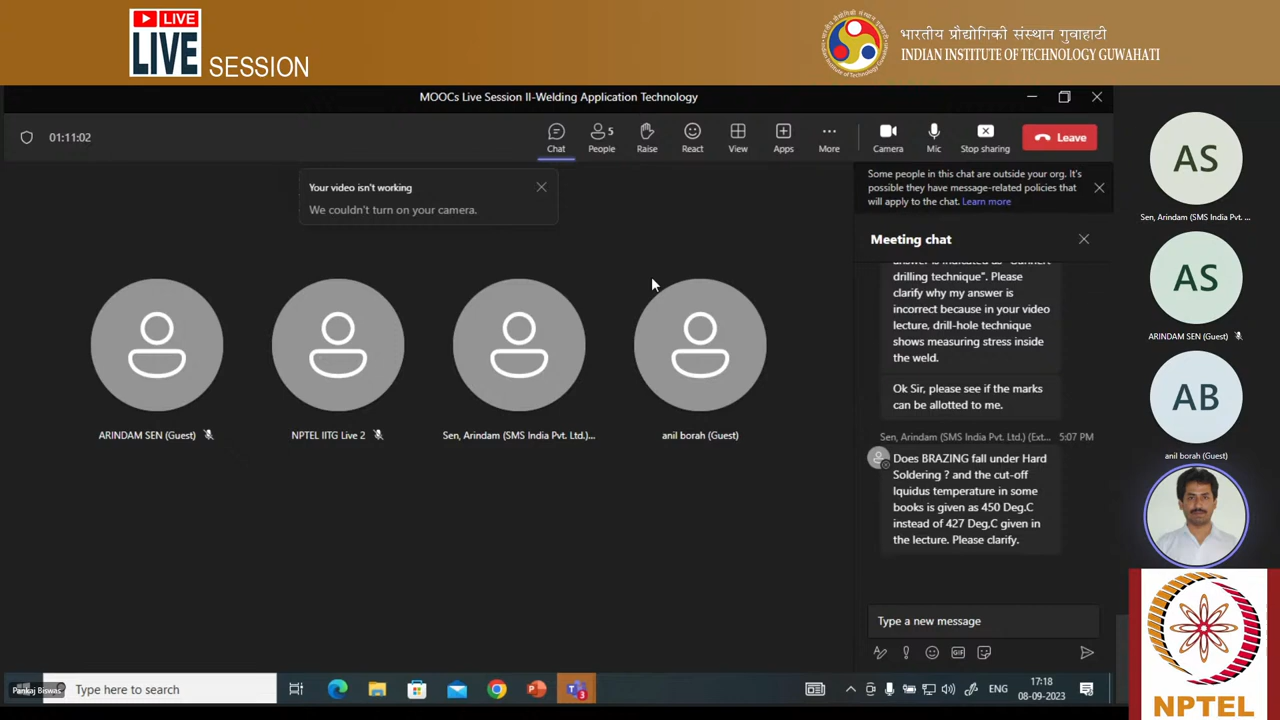 LIVE
LIVE SESSION
भारतीय प्रौद्योगिकी संस्थान गुवाहाटी
INDIAN INSTITUTE OF TECHNOLOGY GUWAHATI
MOOCs Live Session II-Welding Application Technology
01:11:02
Chat
People
5
Raise
React
View
Apps
More
Camera
Mic
Stop sharing
Leave
Your video isn't working
We couldn't turn on your camera.
Some people in this chat are outside your org. It's
possible they have message-related policies that
will apply to the chat. Learn more
Meeting chat
drilling technique". Please
clarify why my answer is
incorrect because in your video
lecture, drill-hole technique
shows measuring stress inside
the weld.
Ok Sir, please see if the marks
can be allotted to me.
Sen, Arindam (SMS India Pvt. Ltd.) (Ext... 5:07 PM
Does BRAZING fall under Hard
Soldering ? and the cut-off
lquidus temperature in some
books is given as 450 Deg.C
instead of 427 Deg.C given in
the lecture. Please clarify.
Type a new message
GIF
ARINDAM SEN (Guest)
NPTEL IITG Live 2
Sen, Arindam (SMS India Pvt. Ltd.)...
anil borah (Guest)
AS
Sen, Arindam (SMS India Pvt. ...
AS
ARINDAM SEN (Guest)
AB
anil borah (Guest)
NPTEL
Pankaj Biswas
Type here to search
3
ENG
17:18
08-09-2023